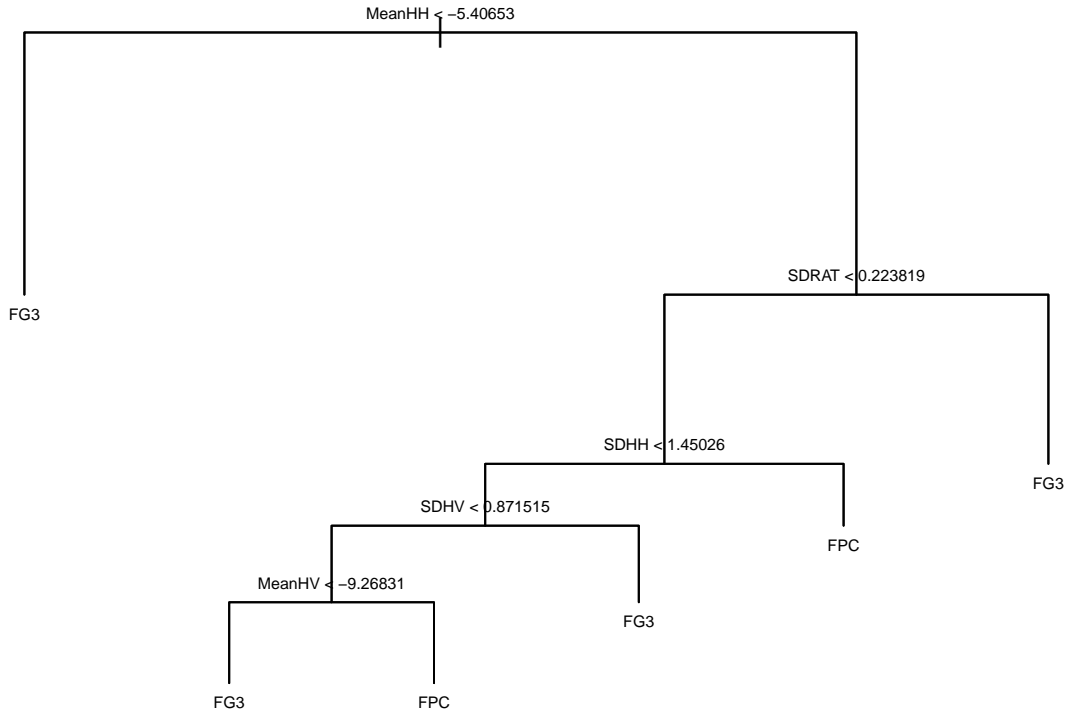 MeanHH < −5.40653
SDRAT < 0.223819
FG3
SDHH < 1.45026
FG3
SDHV < 0.871515
FPC
MeanHV < −9.26831
FG3
FG3
FPC